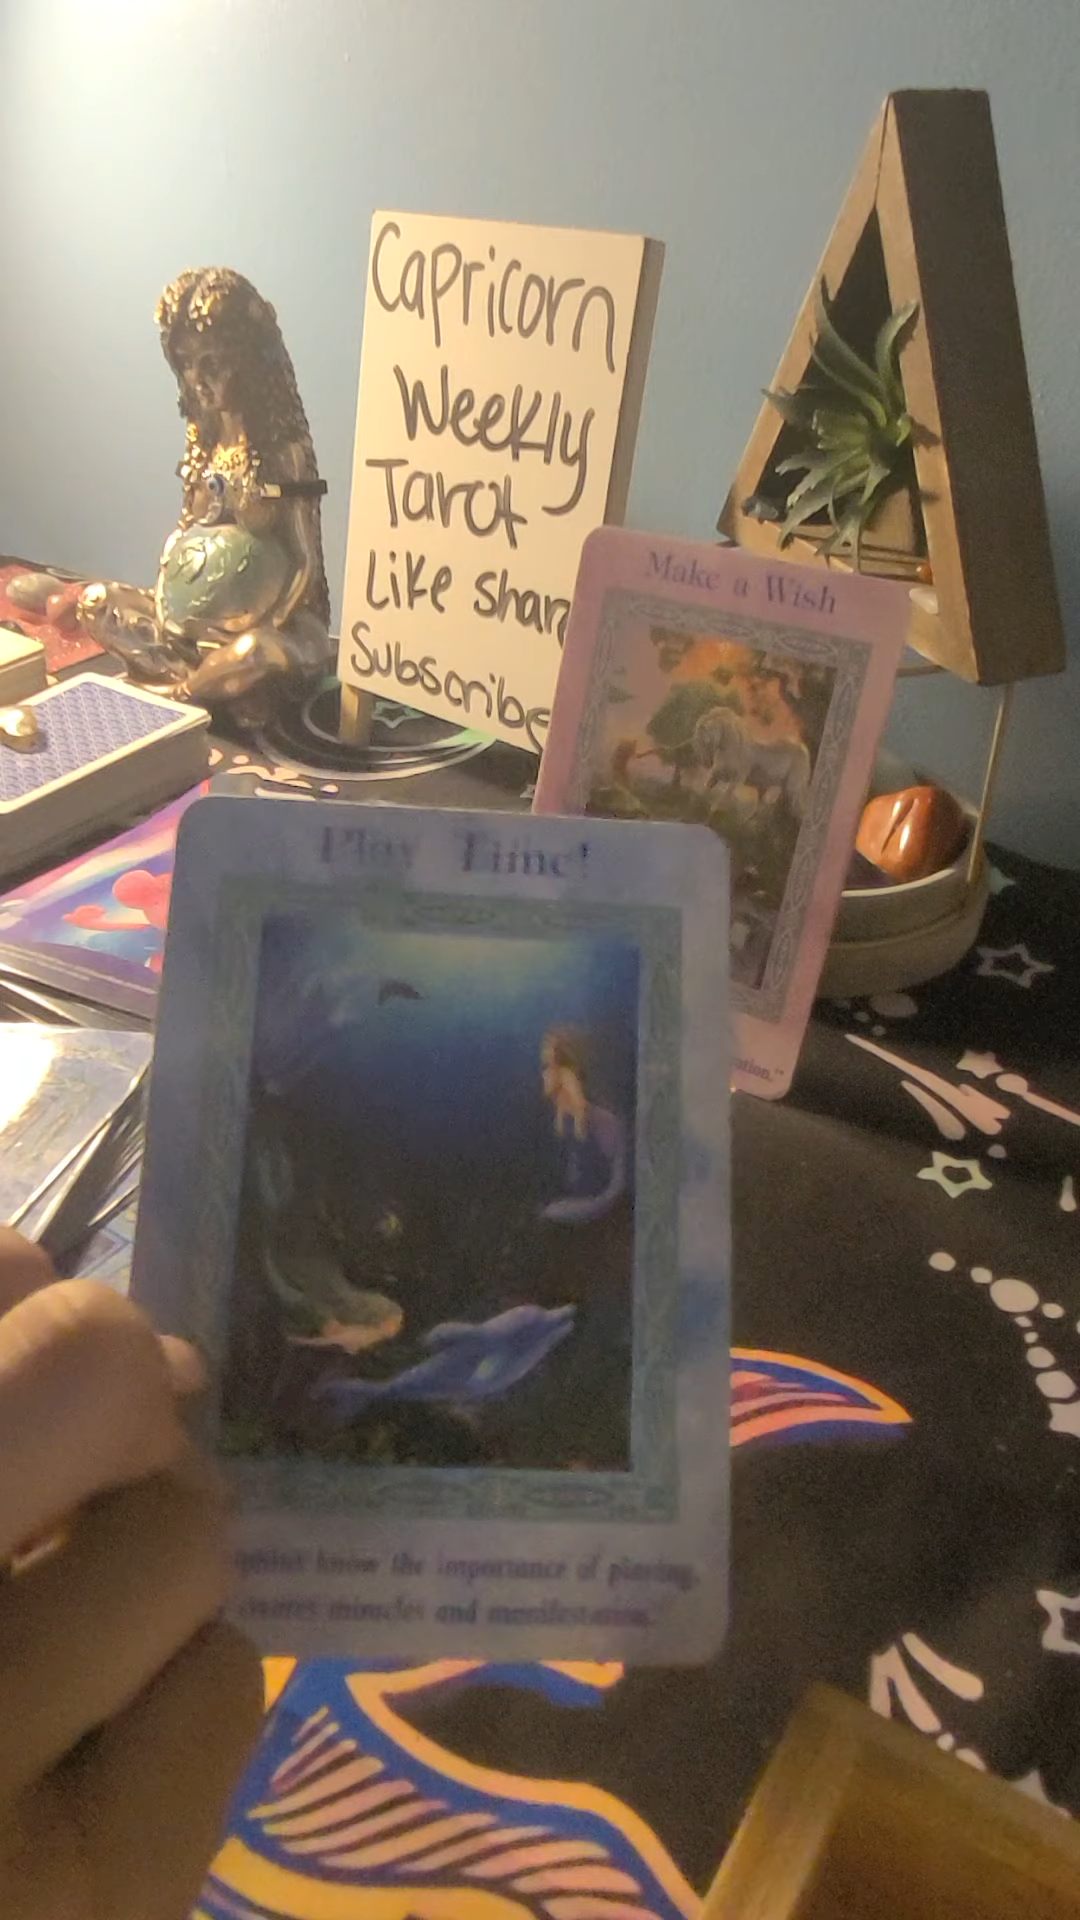 Capricorn
Weekly
Tarot
Like Shar
Subscribe
Make a Wish
Play Time!
know the importance of playing,
creates miracles and manifestation.